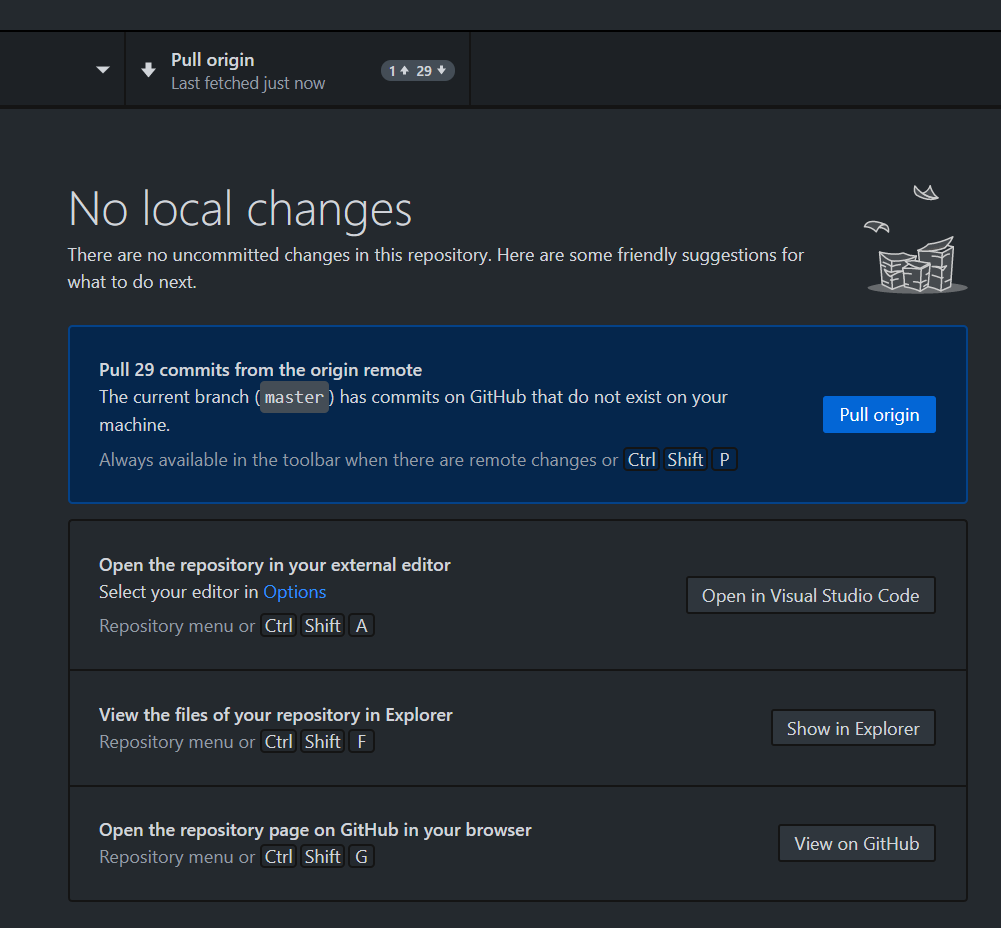 Pull origin
Last fetched just now
1 29
No local changes
There are no uncommitted changes in this repository. Here are some friendly suggestions for
what to do next.
Pull 29 commits from the origin remote
The current branch (master) has commits on GitHub that do not exist on your
machine.
Always available in the toolbar when there are remote changes or Ctrl Shift P
Pull origin
Open the repository in your external editor
Select your editor in Options
Repository menu or Ctrl Shift A
Open in Visual Studio Code
View the files of your repository in Explorer
Repository menu or Ctrl Shift F
Show in Explorer
Open the repository page on GitHub in your browser
Repository menu or Ctrl Shift G
View on GitHub